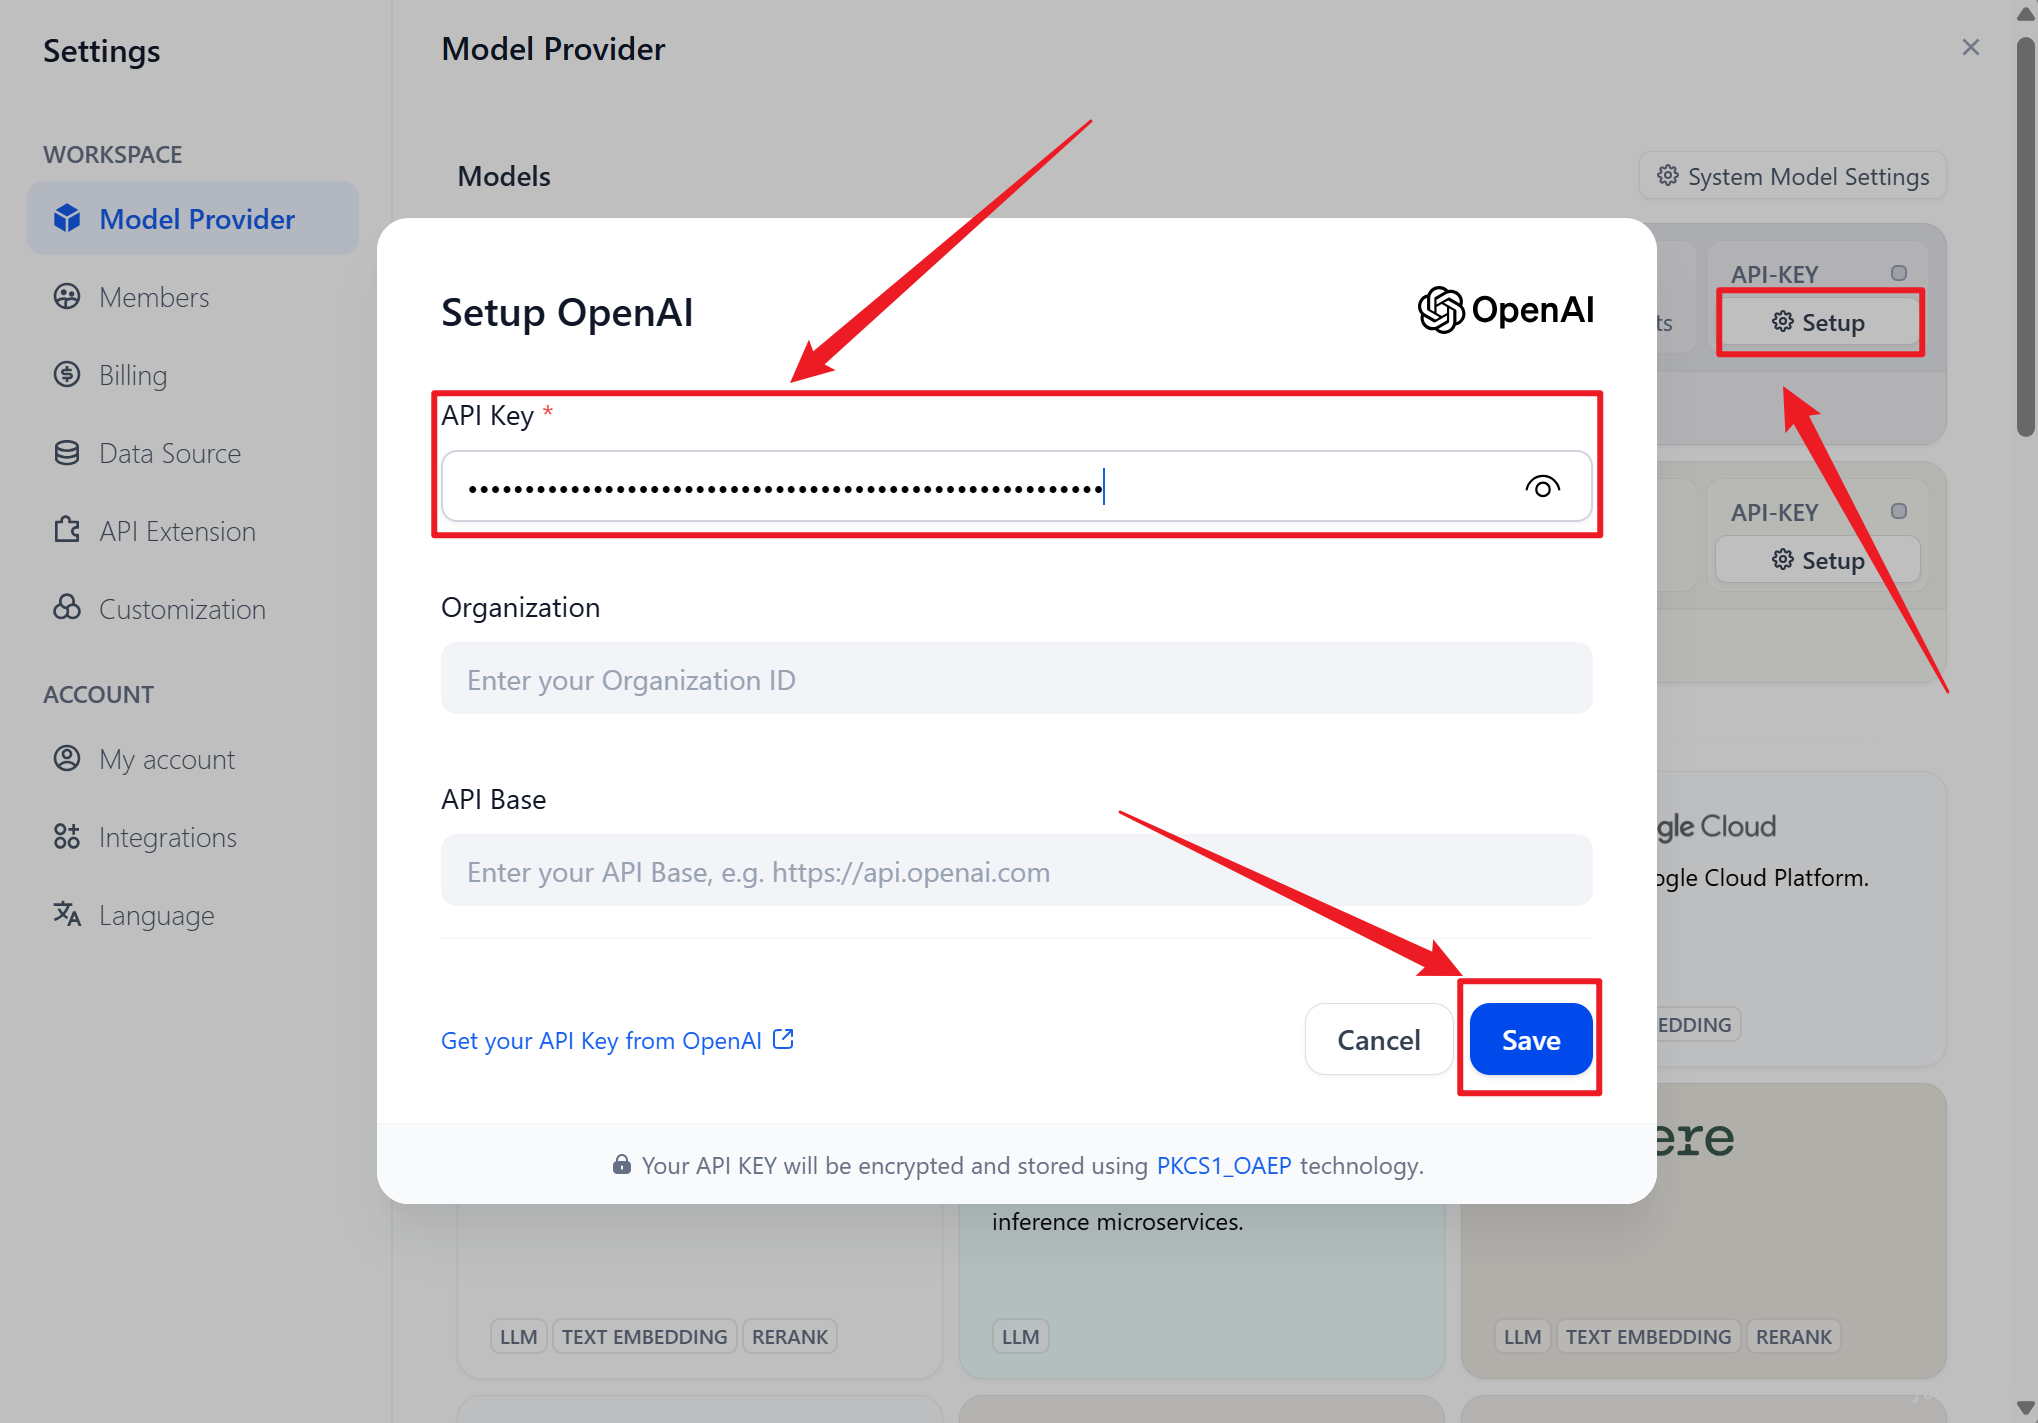 Settings
WORKSPACE
Model Provider
Members
Billing
Data Source
API Extension
Customization
ACCOUNT
My account
Integrations
Language
Model Provider
Models
System Model Settings
API-KEY
Setup
ts
API-KEY
Setup
Setup OpenAI
OpenAI
API Key *
Organization
Enter your Organization ID
API Base
Enter your API Base, e.g. https://api.openai.com
Get your API Key from OpenAI
Cancel
Save
Your API KEY will be encrypted and stored using PKCS1_OAEP technology.
gle Cloud
ogle Cloud Platform.
EDDING
ere
inference microservices.
LLM
TEXT EMBEDDING
RERANK
LLM
LLM
TEXT EMBEDDING
RERANK